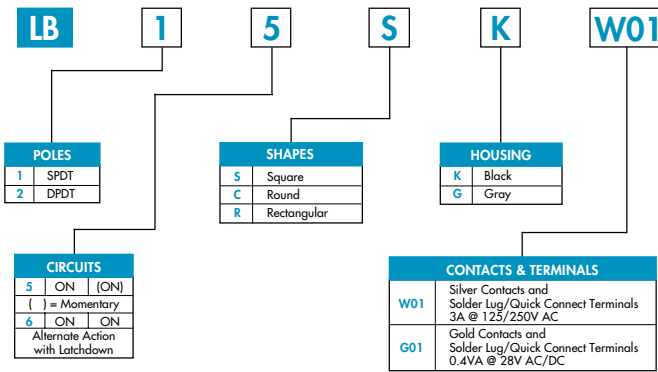 LB 1 5 S K W01
POLES
1 SPDT
2 DPDT
SHAPES
S Square
C Round
R Rectangular
HOUSING
K Black
G Gray
CIRCUITS
5 ON (ON)
( ) = Momentary
6 ON ON
Alternate Action
with Latchdown
CONTACTS & TERMINALS
W01 Silver Contacts and
Solder Lug/Quick Connect Terminals
3A @ 125/250V AC
G01 Gold Contacts and
Solder Lug/Quick Connect Terminals
0.4VA @ 28V AC/DC